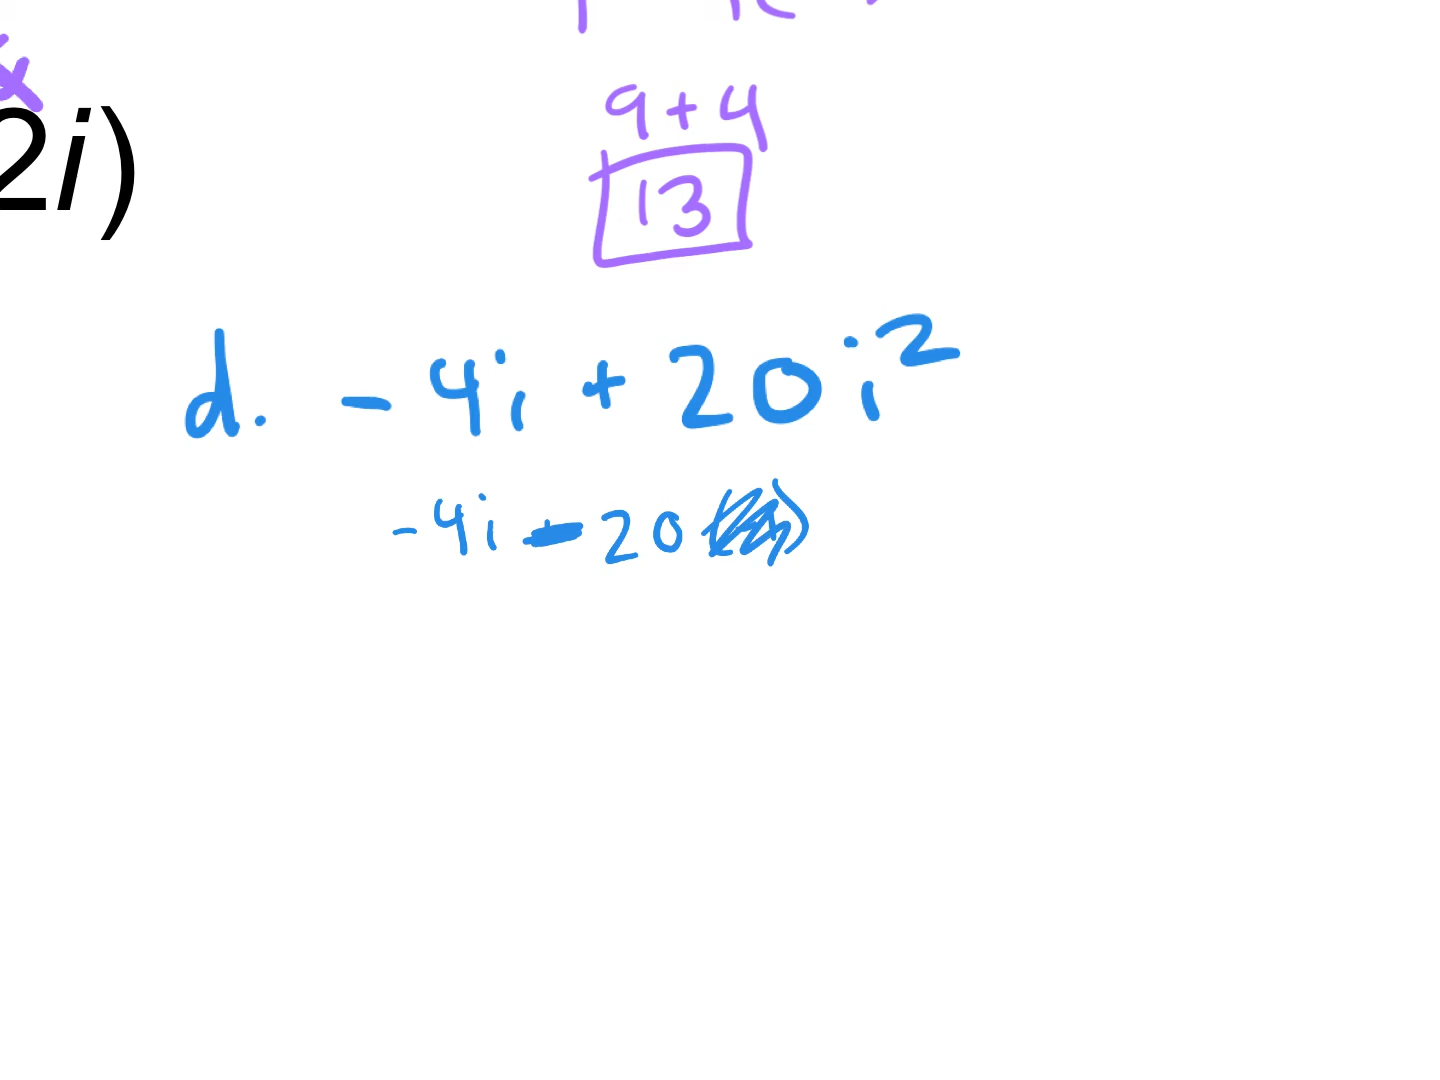 9 + 4
2i)
13
d. - 4i + 20i²
- 4i - 20